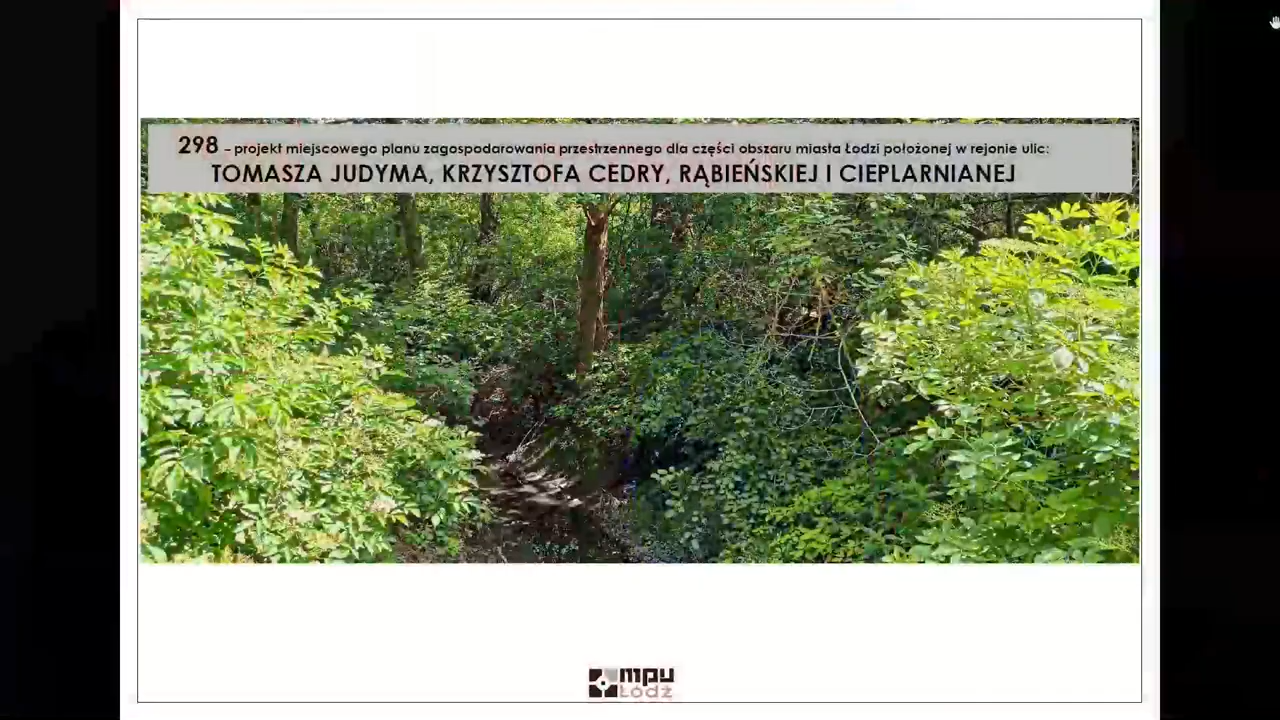 298 – projekt miejscowego planu zagospodarowania przestrzennego dla części obszaru miasta Łodzi położonej w rejonie ulic:
TOMASZA JUDYMA, KRZYSZTOFA CEDRY, RĄBIEŃSKIEJ I CIEPLARNIANEJ
mpu
Łódź